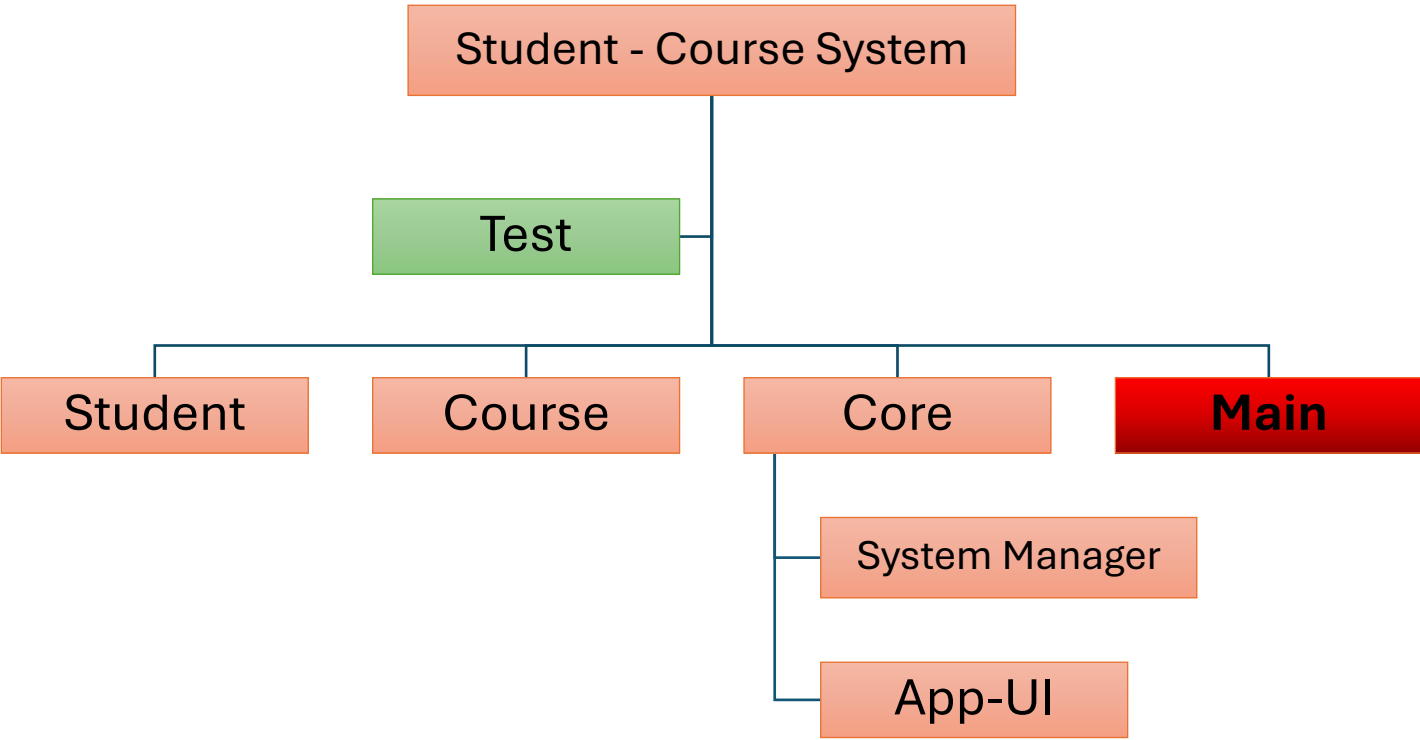 Student - Course System
Test
Student
Course
Core
Main
System Manager
App-UI